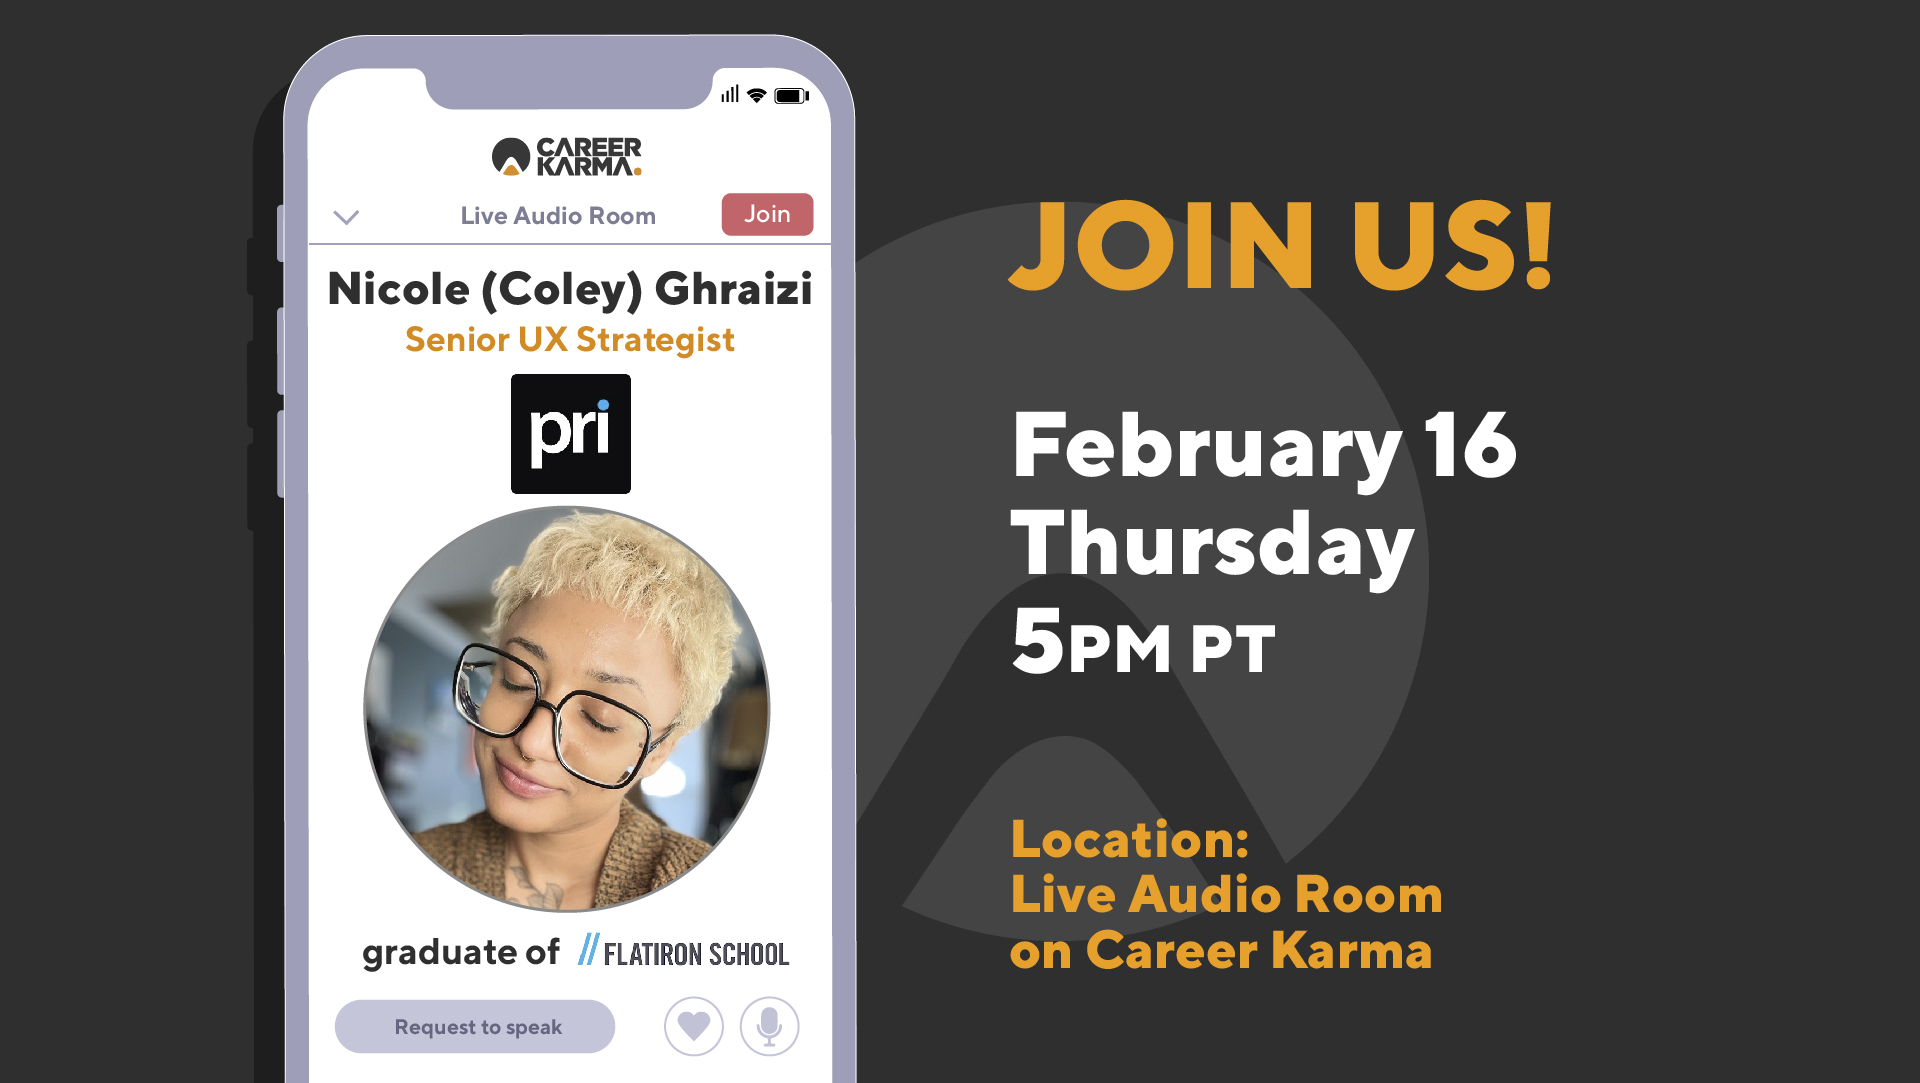 CAREER
KARMA.
Live Audio Room
Join
Nicole (Coley) Ghraizi
Senior UX Strategist
pri
graduate of // FLATIRON SCHOOL
Request to speak
JOIN US!
February 16
Thursday
5PM PT
Location:
Live Audio Room
on Career Karma